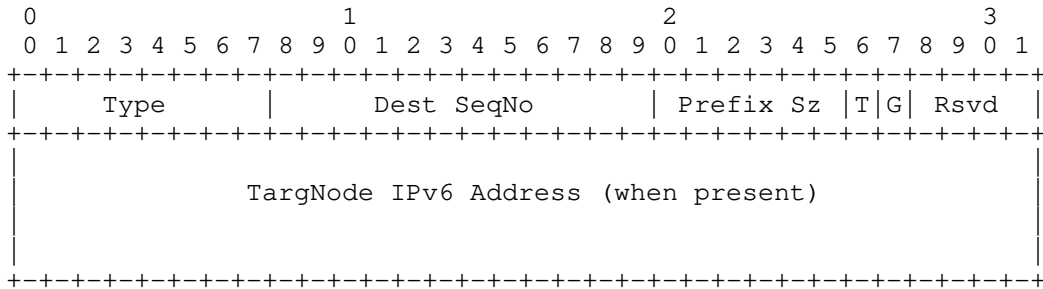 0                   1                   2                   3
 0 1 2 3 4 5 6 7 8 9 0 1 2 3 4 5 6 7 8 9 0 1 2 3 4 5 6 7 8 9 0 1
+-+-+-+-+-+-+-+-+-+-+-+-+-+-+-+-+-+-+-+-+-+-+-+-+-+-+-+-+-+-+-+-+
|     Type      |      Dest SeqNo       | Prefix Sz |T|G| Rsvd  |
+-+-+-+-+-+-+-+-+-+-+-+-+-+-+-+-+-+-+-+-+-+-+-+-+-+-+-+-+-+-+-+-+
|                                                               |
|              TargNode IPv6 Address (when present)             |
|                                                               |
|                                                               |
+-+-+-+-+-+-+-+-+-+-+-+-+-+-+-+-+-+-+-+-+-+-+-+-+-+-+-+-+-+-+-+-+